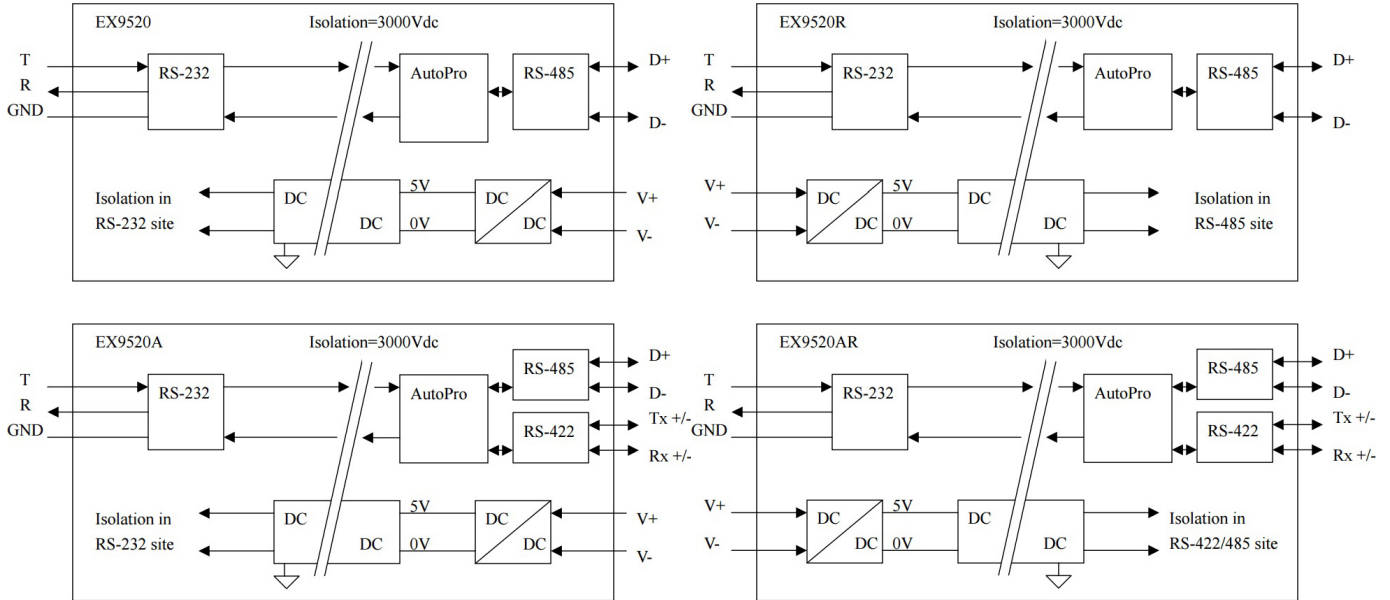 EX9520 Isolation=3000Vdc
T
R
GND
RS-232
AutoPro
RS-485
D+
D-
Isolation in
RS-232 site
DC
DC
5V
0V
DC
DC
V+
V-
EX9520R Isolation=3000Vdc
T
R
GND
RS-232
AutoPro
RS-485
D+
D-
V+
V-
DC
DC
5V
0V
DC
DC
Isolation in
RS-485 site
EX9520A Isolation=3000Vdc
T
R
GND
RS-232
AutoPro
RS-485
RS-422
D+
D-
Tx +/-
Rx +/-
Isolation in
RS-232 site
DC
DC
5V
0V
DC
DC
V+
V-
EX9520AR Isolation=3000Vdc
T
R
GND
RS-232
AutoPro
RS-485
RS-422
D+
D-
Tx +/-
Rx +/-
V+
V-
DC
DC
5V
0V
DC
DC
Isolation in
RS-422/485 site